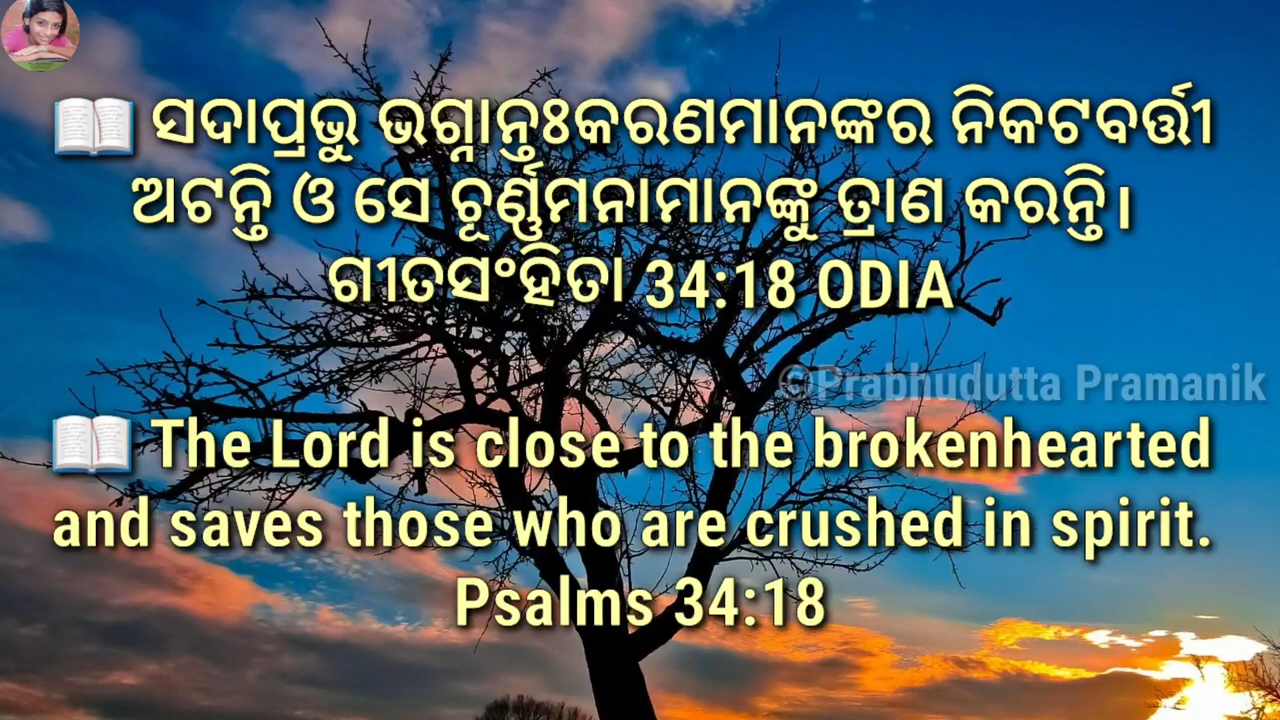 📖 ସଦାପ୍ରଭୁ ଭଗ୍ନାନ୍ତଃକରଣମାନଙ୍କର ନିକଟବର୍ତ୍ତୀ
ଅଟନ୍ତି ଓ ସେ ଚୂର୍ଣ୍ଣମନାମାନଙ୍କୁ ତ୍ରାଣ କରନ୍ତି।
ଗୀତସଂହିତା 34:18 ODIA
©Prabhudutta Pramanik
📖 The Lord is close to the brokenhearted
and saves those who are crushed in spirit.
Psalms 34:18